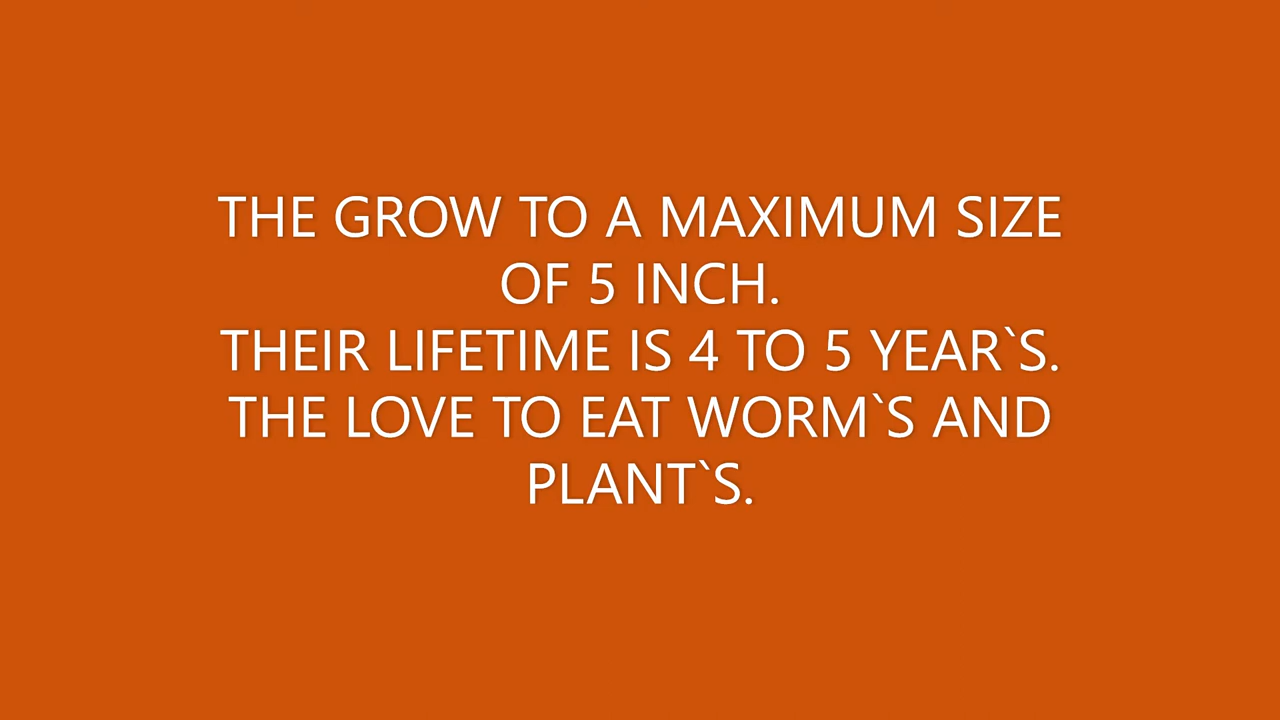 THE GROW TO A MAXIMUM SIZE
OF 5 INCH.
THEIR LIFETIME IS 4 TO 5 YEAR`S.
THE LOVE TO EAT WORM`S AND
PLANT`S.